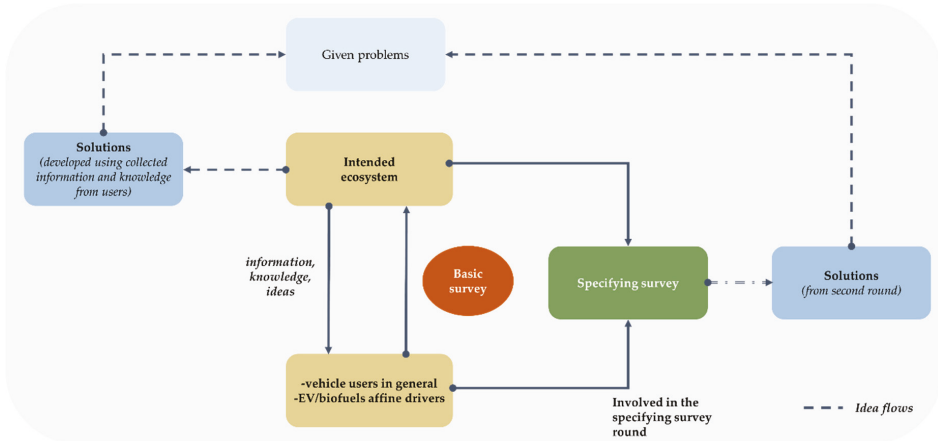 Given problems
Solutions
(developed using collected
information and knowledge
from users)
Intended
ecosystem
information,
knowledge,
ideas
Basic
survey
Specifying survey
Solutions
(from second round)
-vehicle users in general
-EV/biofuels affine drivers
Involved in the
specifying survey
round
Idea flows